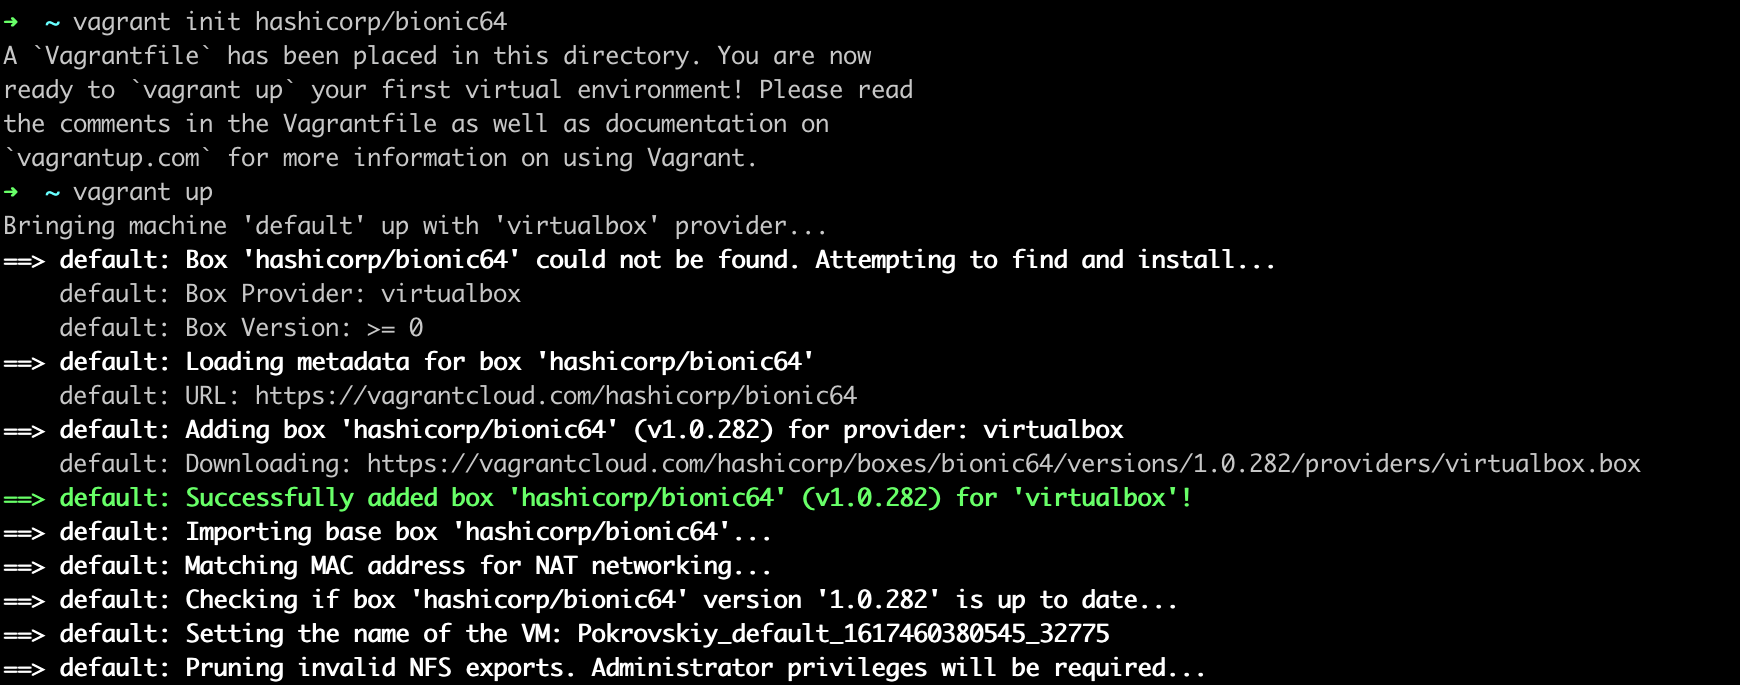 ➜  ~ vagrant init hashicorp/bionic64
A `Vagrantfile` has been placed in this directory. You are now
ready to `vagrant up` your first virtual environment! Please read
the comments in the Vagrantfile as well as documentation on
`vagrantup.com` for more information on using Vagrant.
➜  ~ vagrant up
Bringing machine 'default' up with 'virtualbox' provider...
==> default: Box 'hashicorp/bionic64' could not be found. Attempting to find and install...
    default: Box Provider: virtualbox
    default: Box Version: >= 0
==> default: Loading metadata for box 'hashicorp/bionic64'
    default: URL: https://vagrantcloud.com/hashicorp/bionic64
==> default: Adding box 'hashicorp/bionic64' (v1.0.282) for provider: virtualbox
    default: Downloading: https://vagrantcloud.com/hashicorp/boxes/bionic64/versions/1.0.282/providers/virtualbox.box
==> default: Successfully added box 'hashicorp/bionic64' (v1.0.282) for 'virtualbox'!
==> default: Importing base box 'hashicorp/bionic64'...
==> default: Matching MAC address for NAT networking...
==> default: Checking if box 'hashicorp/bionic64' version '1.0.282' is up to date...
==> default: Setting the name of the VM: Pokrovskiy_default_1617460380545_32775
==> default: Pruning invalid NFS exports. Administrator privileges will be required...